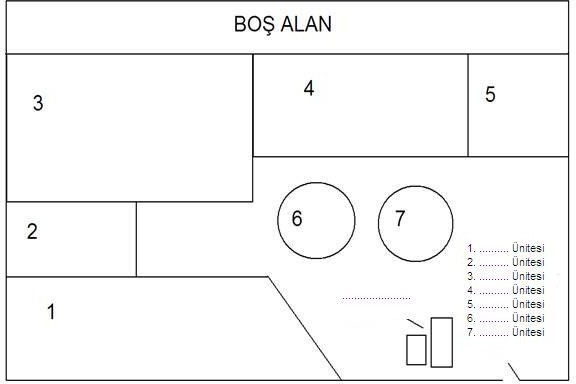 BOŞ ALAN
3
4
5
2
6
7
1
1. .......... Ünitesi
2. .......... Ünitesi
3. .......... Ünitesi
4. .......... Ünitesi
5. .......... Ünitesi
6. .......... Ünitesi
7. .......... Ünitesi
.......................